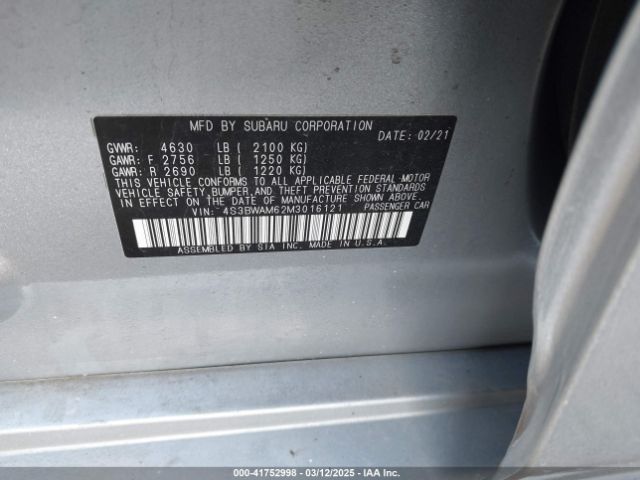 MFD BY SUBARU CORPORATION
DATE: 02/21
GVWR: 4630 LB ( 2100 KG)
GAWR: F 2756 LB ( 1250 KG)
GAWR: R 2690 LB ( 1220 KG)
THIS VEHICLE CONFORMS TO ALL APPLICABLE FEDERAL MOTOR
VEHICLE SAFETY, BUMPER, AND THEFT PREVENTION STANDARDS
IN EFFECT ON THE DATE OF MANUFACTURE SHOWN ABOVE.
VIN: 4S3BWAM62M3016121 PASSENGER CAR
ASSEMBLED BY SIA INC. MADE IN U.S.A.
000-41752998 - 03/12/2025 - IAA Inc.